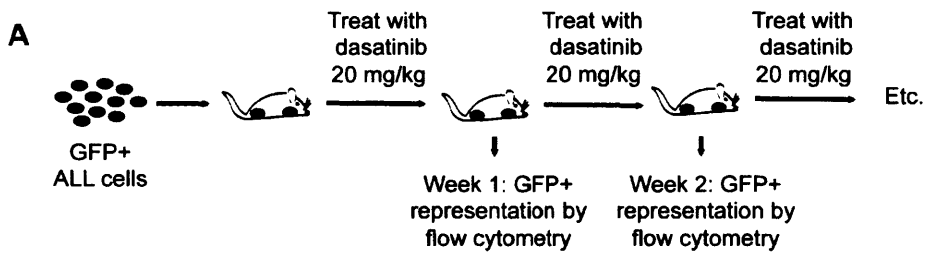 A
GFP+
ALL cells
Treat with
dasatinib
20 mg/kg
Week 1: GFP+
representation by
flow cytometry
Treat with
dasatinib
20 mg/kg
Week 2: GFP+
representation by
flow cytometry
Treat with
dasatinib
20 mg/kg
Etc.